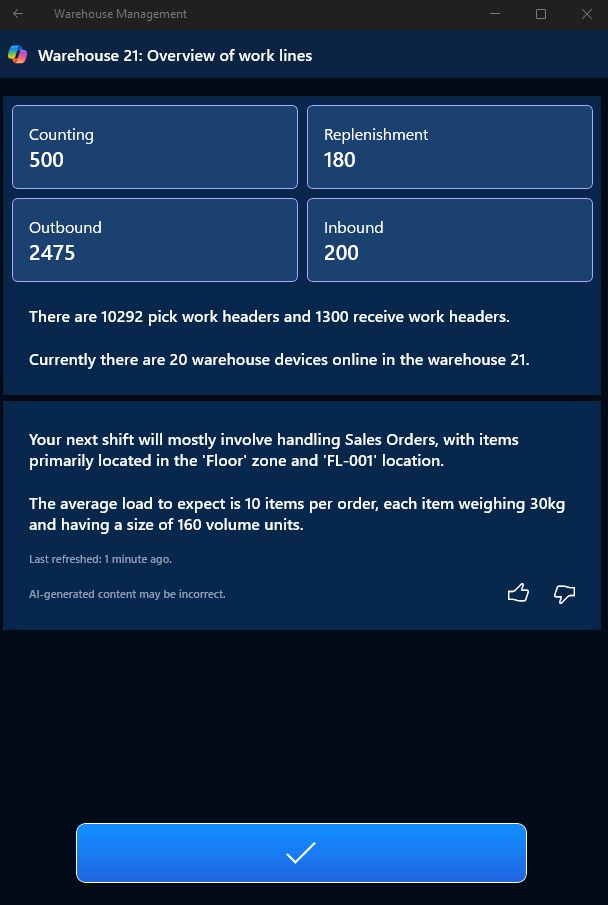 Warehouse Management
Warehouse 21: Overview of work lines
Counting
500
Replenishment
180
Outbound
2475
Inbound
200
There are 10292 pick work headers and 1300 receive work headers.
Currently there are 20 warehouse devices online in the warehouse 21.
Your next shift will mostly involve handling Sales Orders, with items
primarily located in the 'Floor' zone and 'FL-001' location.
The average load to expect is 10 items per order, each item weighing 30kg
and having a size of 160 volume units.
Last refreshed: 1 minute ago.
AI-generated content may be incorrect.